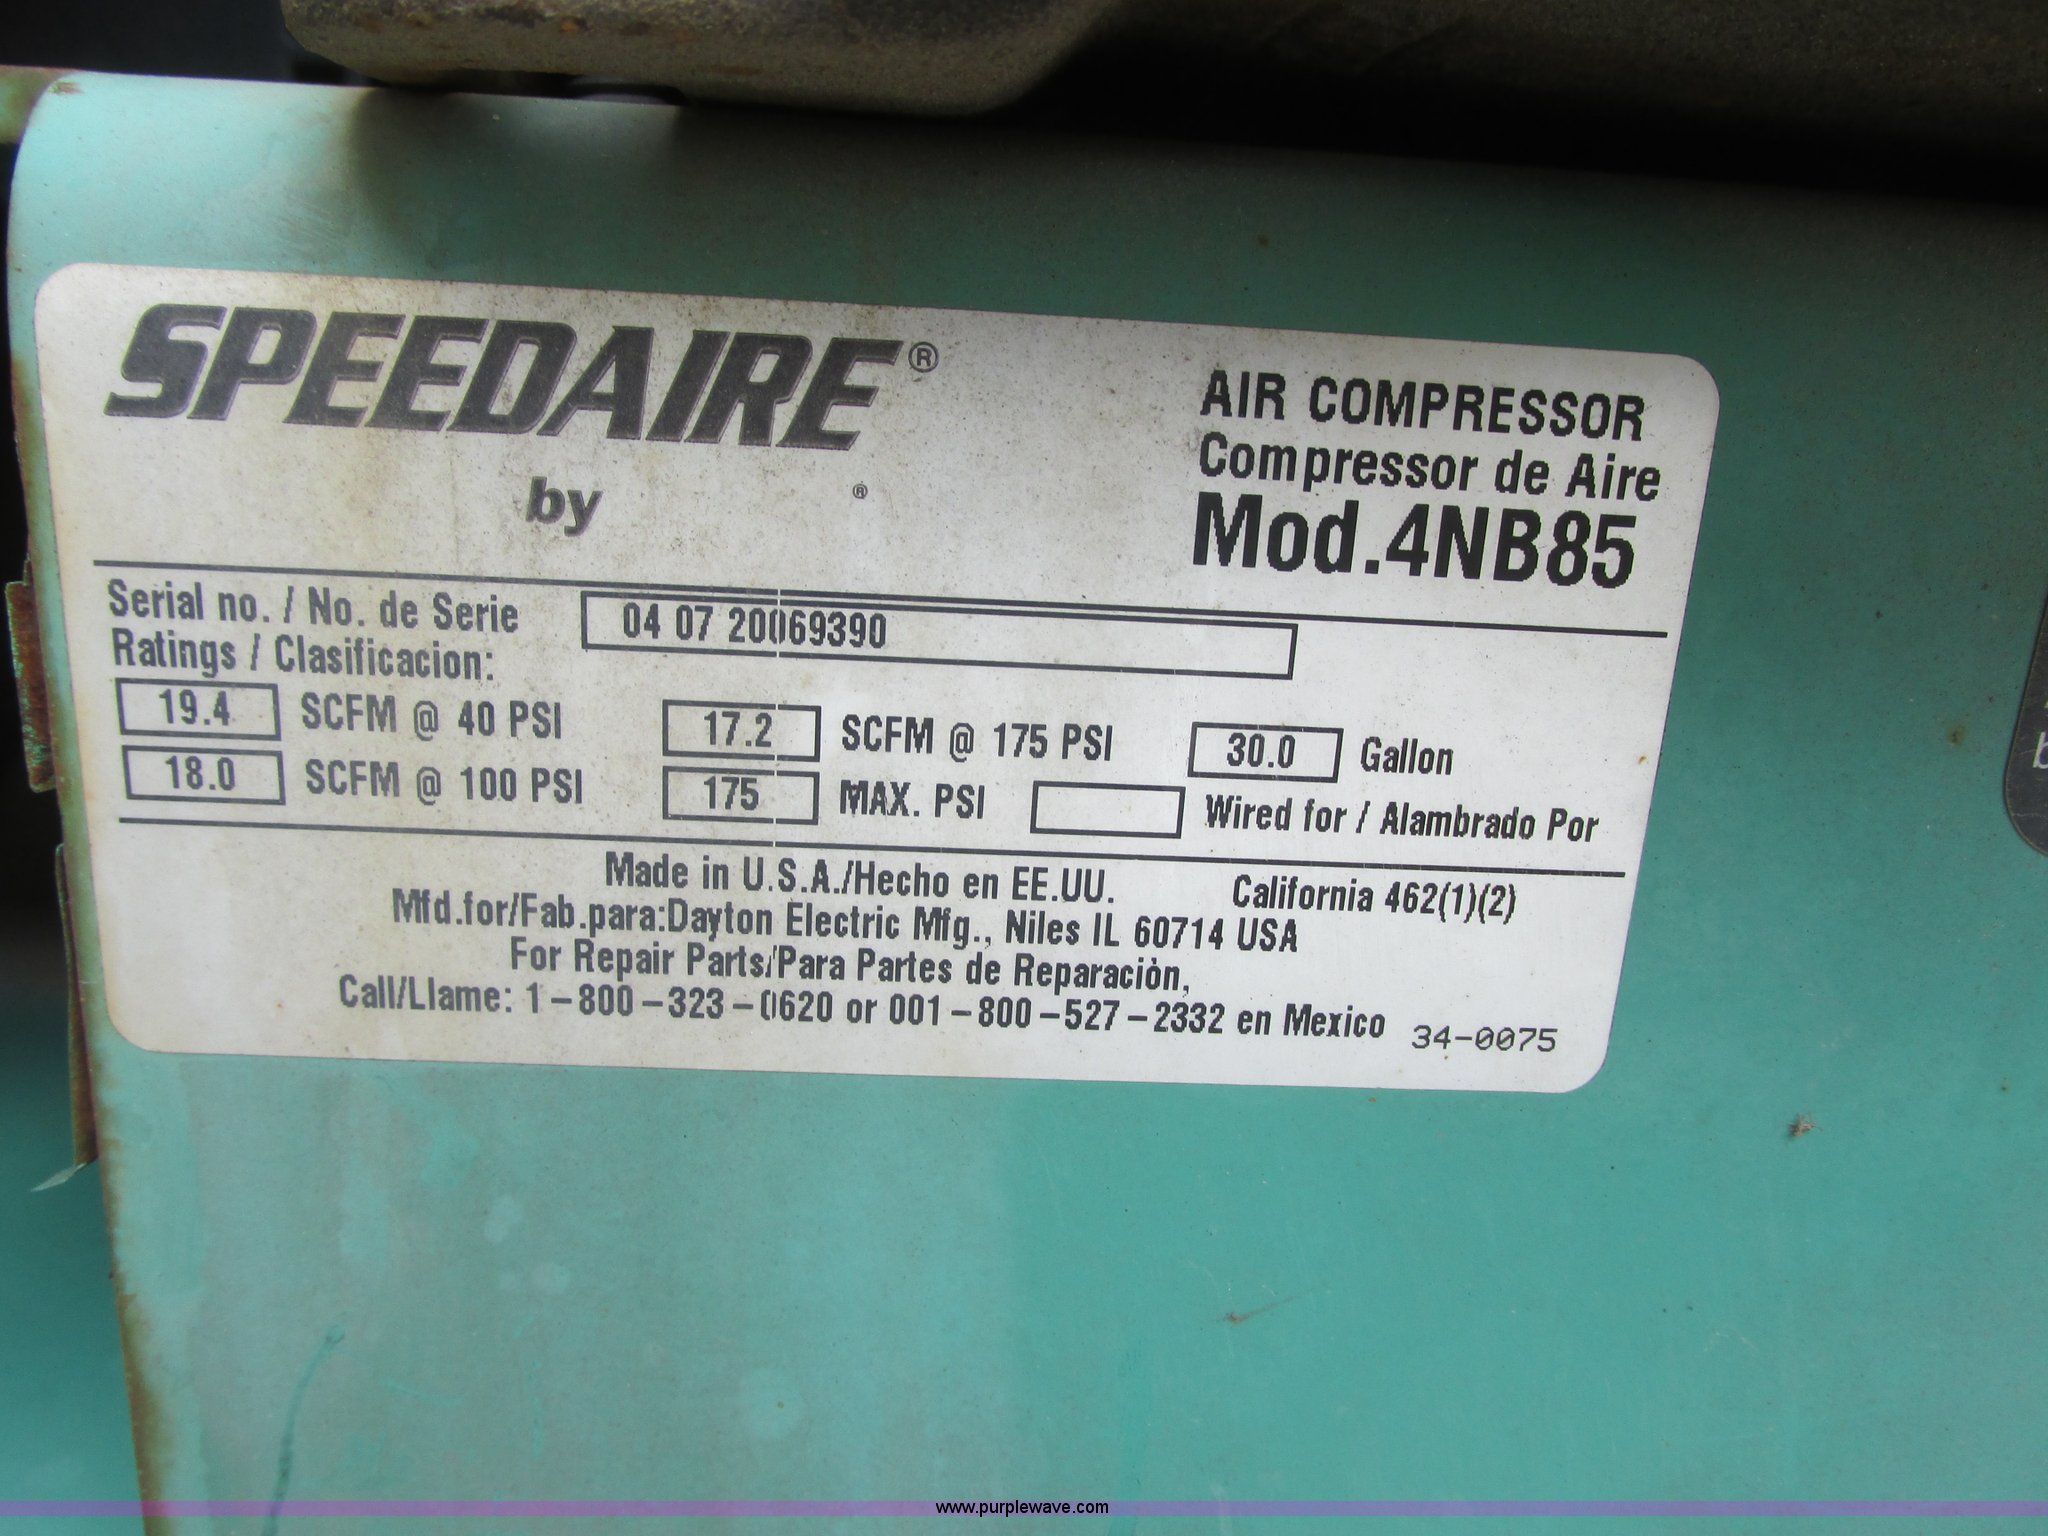 SPEEDAIRE®
by ®
AIR COMPRESSOR
Compressor de Aire
Mod.4NB85
Serial no. / No. de Serie 04 07 20069390
Ratings / Clasificacion:
19.4 SCFM @ 40 PSI 17.2 SCFM @ 175 PSI 30.0 Gallon
18.0 SCFM @ 100 PSI 175 MAX. PSI Wired for / Alambrado Por
Made in U.S.A./Hecho en EE.UU. California 462(1)(2)
Mfd.for/Fab.para:Dayton Electric Mfg., Niles IL 60714 USA
For Repair Parts/Para Partes de Reparaciòn,
Call/Llame: 1-800-323-0620 or 001-800-527-2332 en Mexico 34-0075
www.purplewave.com